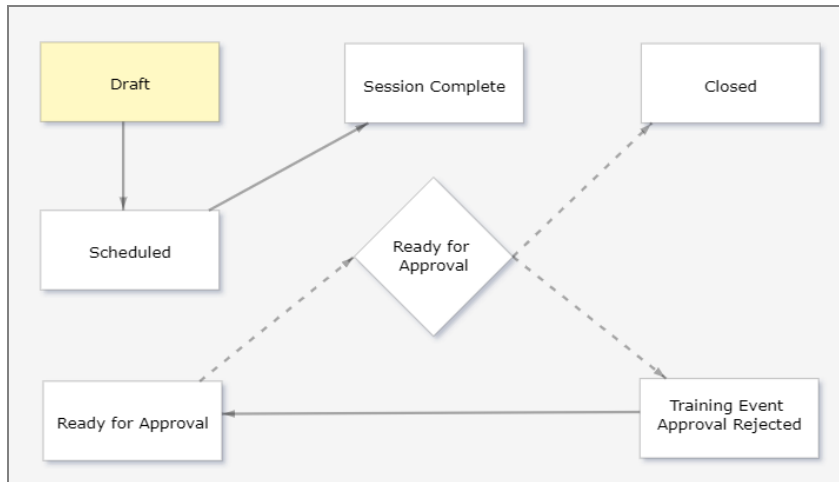 Draft
Session Complete
Closed
Scheduled
Ready for
Approval
Ready for Approval
Training Event
Approval Rejected